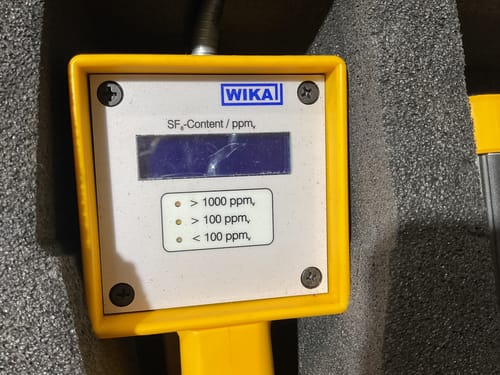 WIKA
SF₆-Content / ppmᵥ
> 1000 ppmᵥ
> 100 ppmᵥ
< 100 ppmᵥ